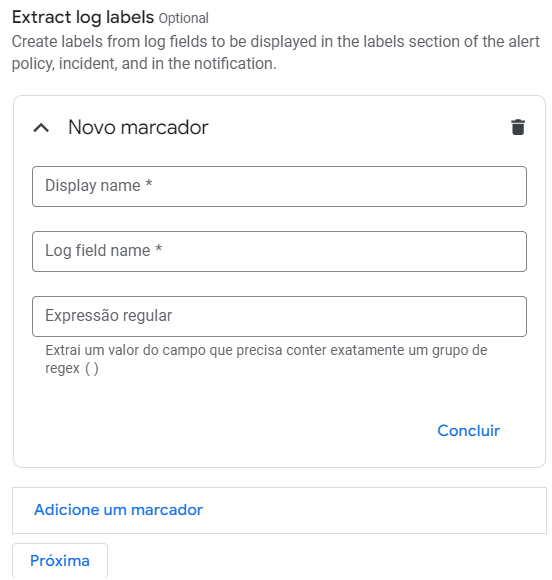 Extract log labels Optional
Create labels from log fields to be displayed in the labels section of the alert
policy, incident, and in the notification.
Novo marcador
Display name *
Log field name *
Expressão regular
Extrai um valor do campo que precisa conter exatamente um grupo de
regex ( )
Concluir
Adicione um marcador
Próxima